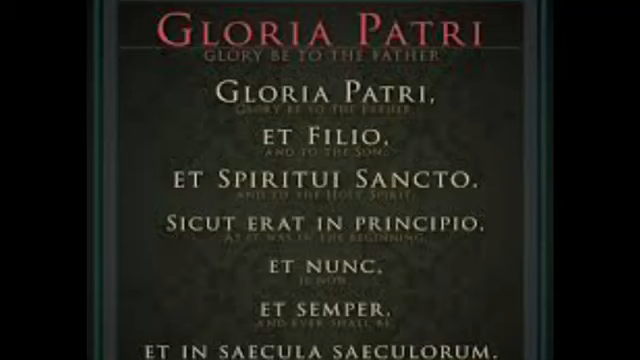 GLORIA PATRI
GLORY BE TO THE FATHER
GLORIA PATRI,
GLORY BE TO THE FATHER
ET FILIO,
AND TO THE SON,
ET SPIRITUI SANCTO.
AND TO THE HOLY SPIRIT.
SICUT ERAT IN PRINCIPIO,
AS IT WAS IN THE BEGINNING,
ET NUNC,
IS NOW,
ET SEMPER,
AND EVER SHALL BE,
ET IN SAECULA SAECULORUM.